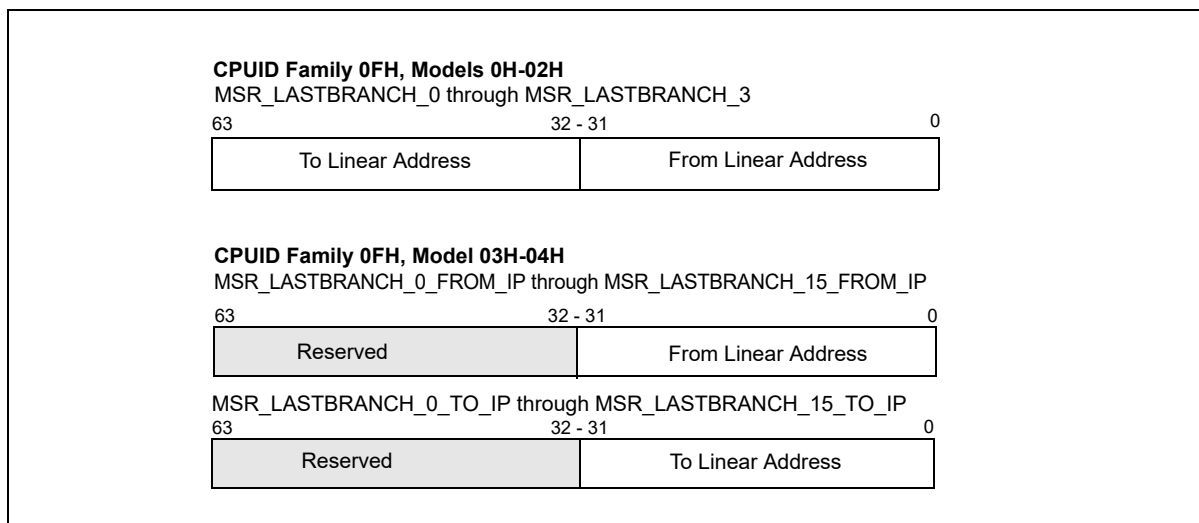 CPUID Family 0FH, Models 0H-02H
MSR_LASTBRANCH_0 through MSR_LASTBRANCH_3
63 32 - 31 0
To Linear Address From Linear Address
CPUID Family 0FH, Model 03H-04H
MSR_LASTBRANCH_0_FROM_IP through MSR_LASTBRANCH_15_FROM_IP
63 32 - 31 0
Reserved From Linear Address
MSR_LASTBRANCH_0_TO_IP through MSR_LASTBRANCH_15_TO_IP
63 32 - 31 0
Reserved To Linear Address